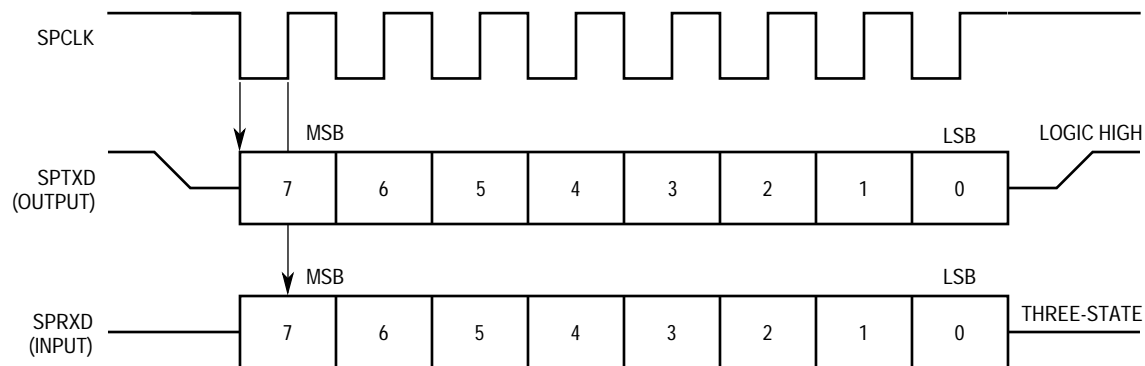 SPCLK
MSB
LSB
LOGIC HIGH
SPTXD
(OUTPUT)
7 6 5 4 3 2 1 0
MSB
LSB
THREE-STATE
SPRXD
(INPUT)
7 6 5 4 3 2 1 0